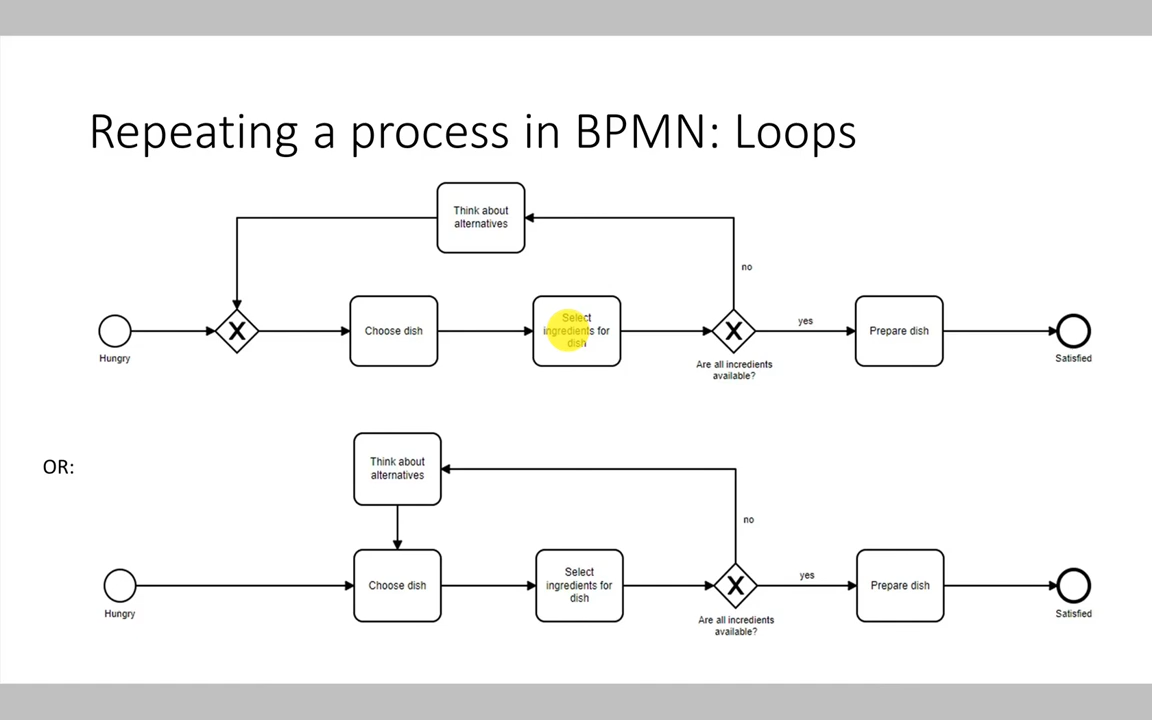 Repeating a process in BPMN: Loops
Think about
alternatives
no
X
Choose dish
Select
ingredients for
dish
X
yes
Prepare dish
Hungry
Are all incredients
available?
Satisfied
OR:
Think about
alternatives
no
Choose dish
Select
ingredients for
dish
X
yes
Prepare dish
Hungry
Are all incredients
available?
Satisfied